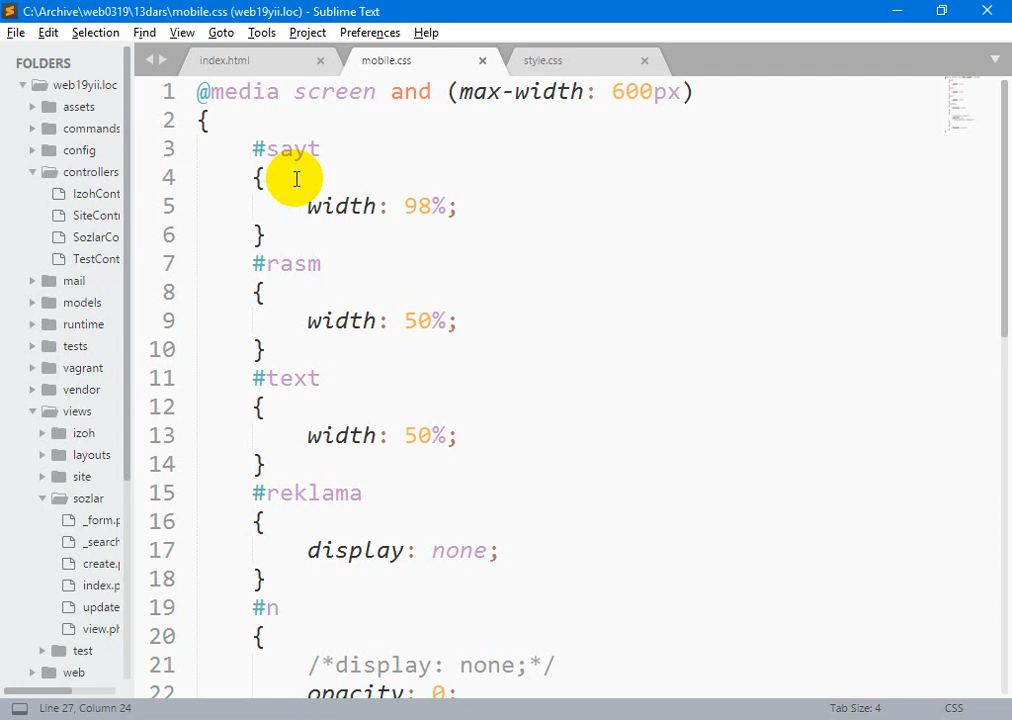 C:\Archive\web0319\13dars\mobile.css (web19yii.loc) - Sublime Text
File Edit Selection Find View Goto Tools Project Preferences Help
FOLDERS
web19yii.loc
assets
commands
config
controllers
IzohCont
SiteContr
SozlarCo
TestCont
mail
models
runtime
tests
vagrant
vendor
views
izoh
layouts
site
sozlar
_form.p
_search
create.p
index.p
update
view.ph
test
web
index.html
mobile.css
style.css
1 @media screen and (max-width: 600px)
2 {
3 #sayt
4 {
5 width: 98%;
6 }
7 #rasm
8 {
9 width: 50%;
10 }
11 #text
12 {
13 width: 50%;
14 }
15 #reklama
16 {
17 display: none;
18 }
19 #n
20 {
21 /*display: none;*/
22 opacity: 0;
Line 27, Column 24
Tab Size: 4
CSS